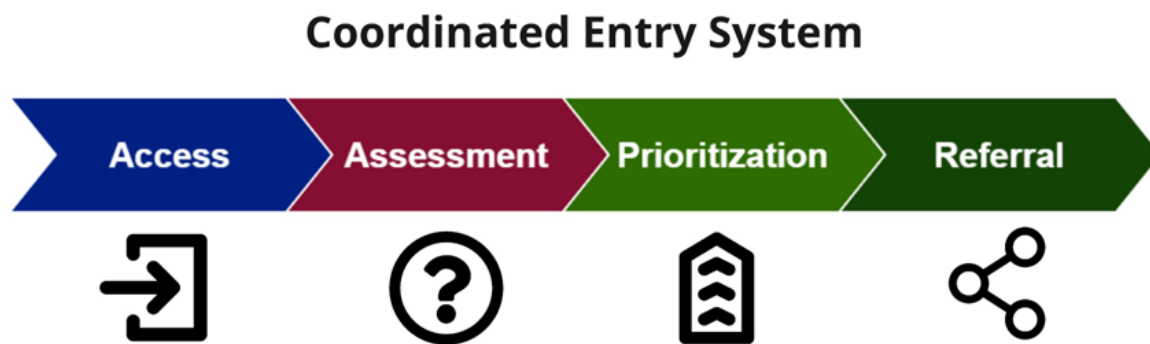 Coordinated Entry System
Access Assessment Prioritization Referral
?